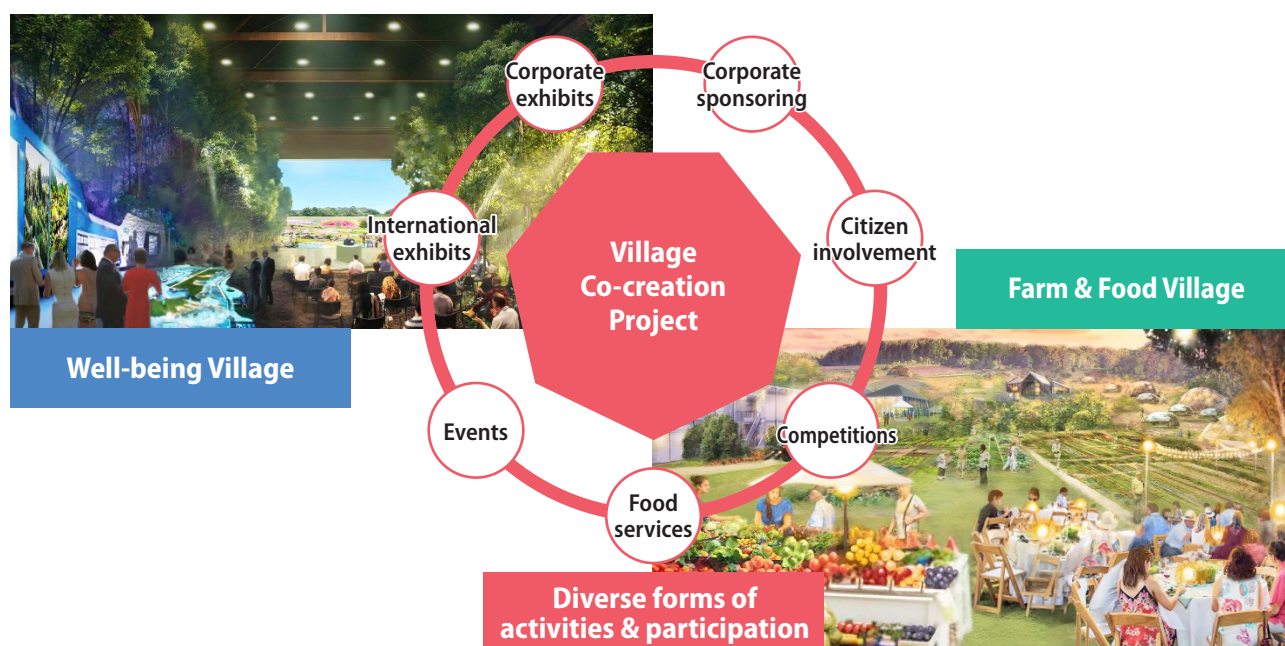 Corporate
exhibits
Corporate
sponsoring
International
exhibits
Citizen
involvement
Village
Co-creation
Project
Farm & Food Village
Well-being Village
Events
Competitions
Food
services
Diverse forms of
activities & participation